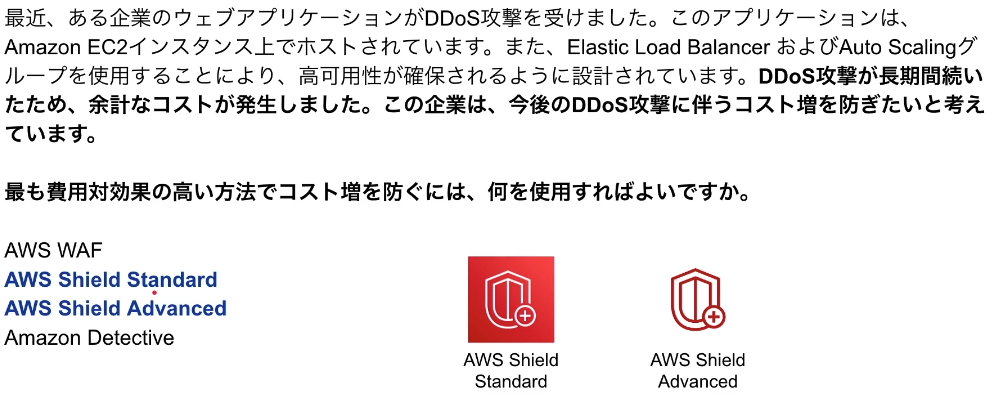 最近、ある企業のウェブアプリケーションがDDoS攻撃を受けました。このアプリケーションは、
Amazon EC2インスタンス上でホストされています。また、Elastic Load Balancer およびAuto Scalingグ
ループを使用することにより、高可用性が確保されるように設計されています。DDoS攻撃が長期間続い
たため、余計なコストが発生しました。この企業は、今後のDDoS攻撃に伴うコスト増を防ぎたいと考え
ています。
最も費用対効果の高い方法でコスト増を防ぐには、何を使用すればよいですか。
AWS WAF
AWS Shield Standard
AWS Shield Advanced
Amazon Detective
AWS Shield
Standard
AWS Shield
Advanced